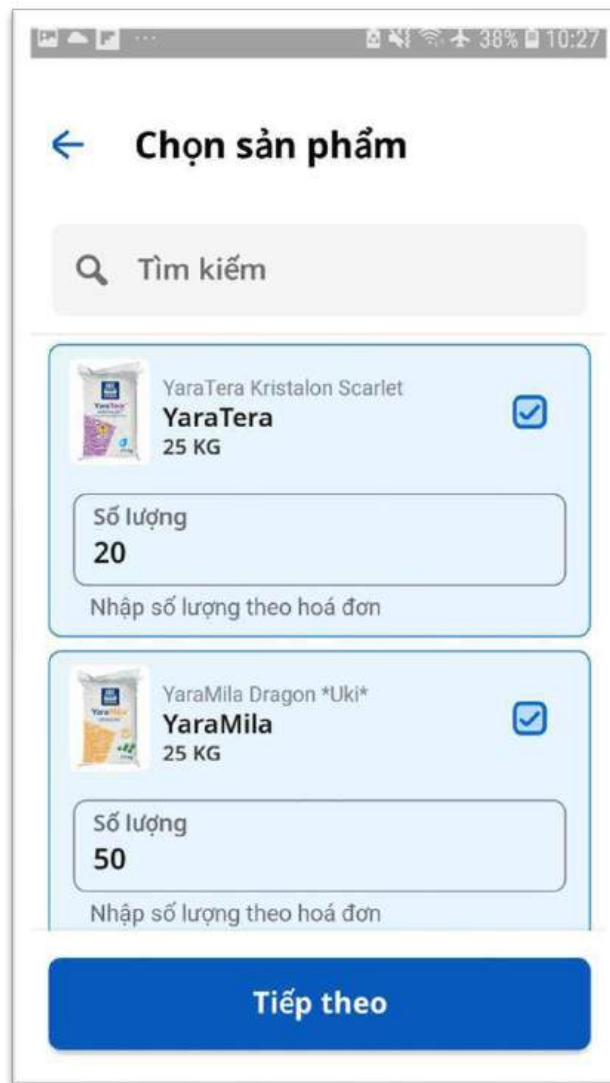 38% 10:27
Chọn sản phẩm
Tìm kiếm
YaraTera Kristalon Scarlet
YaraTera
25 KG
Số lượng
20
Nhập số lượng theo hoá đơn
YaraMila Dragon *Uki*
YaraMila
25 KG
Số lượng
50
Nhập số lượng theo hoá đơn
Tiếp theo